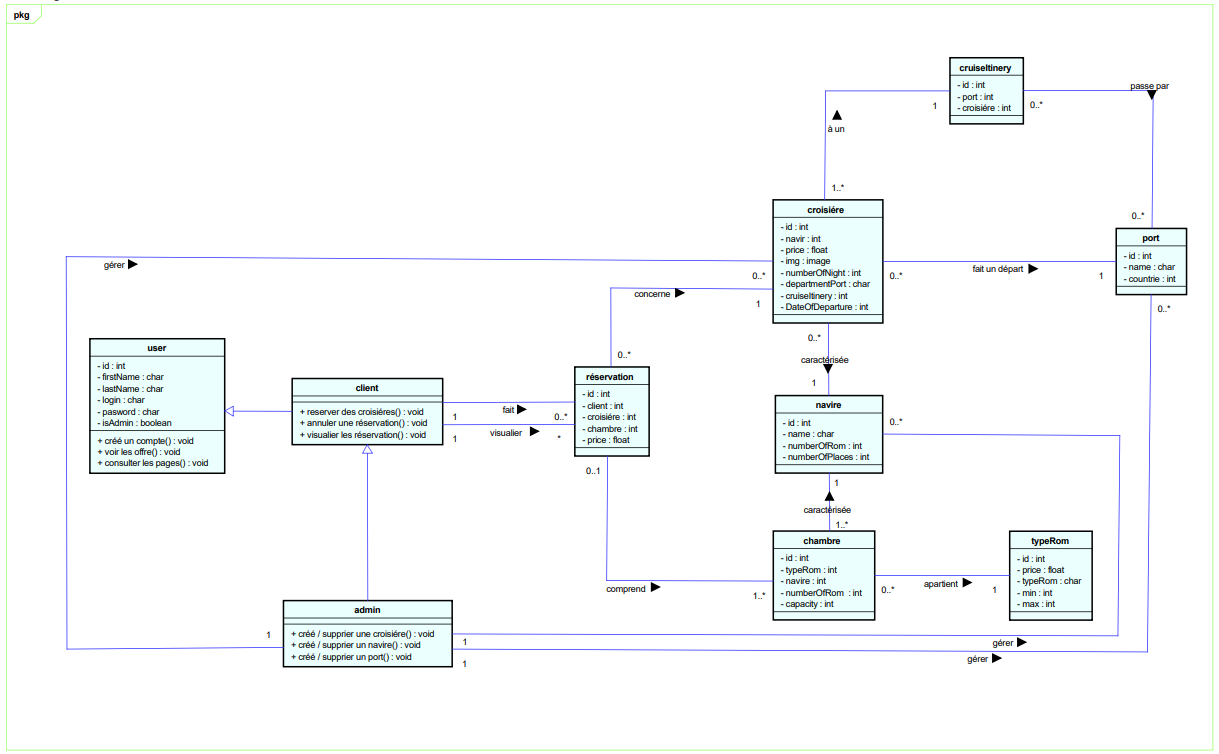 pkg
cruiseItinery
- id : int
- port : int
- croisiére : int
passe par
1
0..*
à un
1..*
0..*
croisiére
- id : int
- navir : int
- price : float
- img : image
- numberOfNight : int
- departmentPort : char
- cruiseItinery : int
- DateOfDeparture : int
port
- id : int
- name : char
- countrie : int
gérer
0..*
0..*
fait un départ
1
concerne
1
0..*
0..*
caractérisée
1
0..*
user
- id : int
- firstName : char
- lastName : char
- login : char
- pasword : char
- isAdmin : boolean
+ créé un compte() : void
+ voir les offre() : void
+ consulter les pages() : void
client
+ reserver des croisiéres() : void
+ annuler une réservation() : void
+ visualier les réservation() : void
1
fait
0..*
1
visualier
*
réservation
- id : int
- client : int
- croisiére : int
- chambre : int
- price : float
navire
- id : int
- name : char
- numberOfRom : int
- numberOfPlaces : int
0..*
0..1
1
caractérisée
1..*
chambre
- id : int
- typeRom : int
- navire : int
- numberOfRom : int
- capacity : int
typeRom
- id : int
- price : float
- typeRom : char
- min : int
- max : int
comprend
1..*
0..*
apartient
1
admin
+ créé / supprier une croisiére() : void
+ créé / supprier un navire() : void
+ créé / supprier un port() : void
1
1
gérer
1
gérer